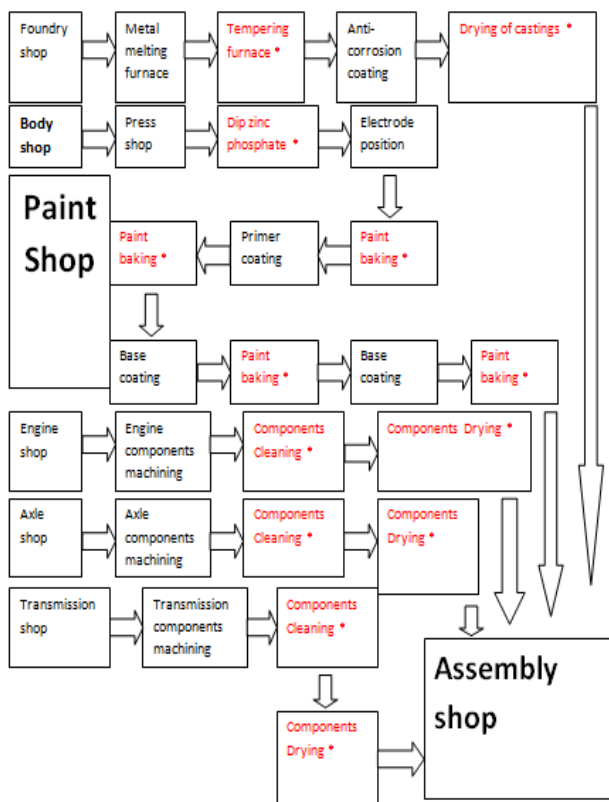 Foundry
shop
Metal
melting
furnace
Tempering
furnace *
Anti-
corrosion
coating
Drying of castings *
Body
shop
Press
shop
Dip zinc
phosphate *
Electrode
position
Paint
Shop
Paint
baking *
Primer
coating
Paint
baking *
Base
coating
Paint
baking *
Base
coating
Paint
baking *
Engine
shop
Engine
components
machining
Components
Cleaning *
Components Drying *
Axle
shop
Axle
components
machining
Components
Cleaning *
Components
Drying *
Transmission
shop
Transmission
components
machining
Components
Cleaning *
Assembly
shop
Components
Drying *